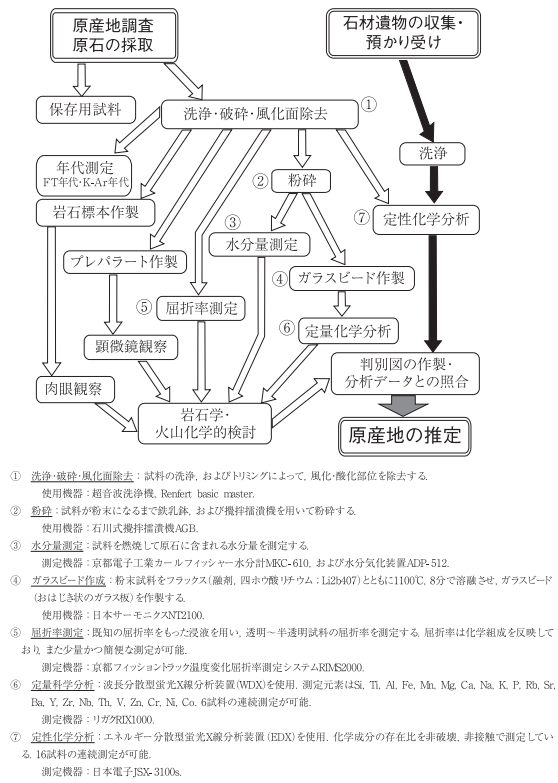 原産地調査
原石の採取
石材遺物の収集・
預かり受け
保存用試料
洗浄・破砕・風化面除去
①
年代測定
FT年代・K-Ar年代
② 粉砕
洗浄
岩石標本作製
③
水分量測定
⑦ 定性化学分析
プレパラート作製
④ ガラスビード作製
⑤ 屈折率測定
⑥ 定量化学分析
顕微鏡観察
判別図の作製・
分析データとの照合
肉眼観察
岩石学・
火山化学的検討
原産地の推定
① 洗浄・破砕・風化面除去：試料の洗浄, およびトリミングによって, 風化・酸化部位を除去する.
使用機器：超音波洗浄機, Renfert basic master.
② 粉砕：試料が粉末になるまで鉄乳鉢, および攪拌擂潰機を用いて粉砕する.
使用機器：石川式攪拌擂潰機AGB.
③ 水分量測定：試料を燃焼して原石に含まれる水分量を測定する.
測定機器：京都電子工業カールフィッシャー水分計MKC-610, および水分気化装置ADP-512.
④ ガラスビード作成：粉末試料をフラックス(融剤, 四ホウ酸リチウム；Li2b407)とともに1100℃, 8分で溶融させ, ガラスビード
(おはじき状のガラス板)を作製する.
使用機器：日本サーモニクスNT2100.
⑤ 屈折率測定：既知の屈折率をもった浸液を用い, 透明～半透明試料の屈折率を測定する. 屈折率は化学組成を反映して
おり, また少量かつ簡便な測定が可能.
測定機器：京都フィッショントラック温度変化屈折率測定システムRIMS2000.
⑥ 定量科学分析：波長分散型蛍光X線分析装置(WDX)を使用. 測定元素はSi, Ti, Al, Fe, Mn, Mg, Ca, Na, K, P, Rb, Sr,
Ba, Y, Zr, Nb, Th, V, Zn, Cr, Ni, Co. 6試料の連続測定が可能.
測定機器：リガクRIX1000.
⑦ 定性化学分析：エネルギー分散型蛍光X線分析装置(EDX)を使用. 化学成分の存在比を非破壊, 非接触で測定してい
る. 16試料の連続測定が可能.
測定機器：日本電子JSX-3100s.